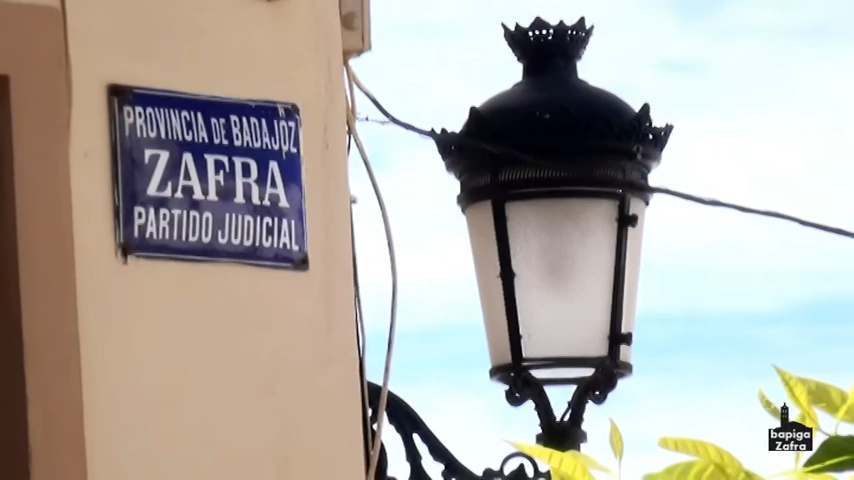 PROVINCIA DE BADAJOZ
ZAFRA
PARTIDO JUDICIAL
bapiga
Zafra